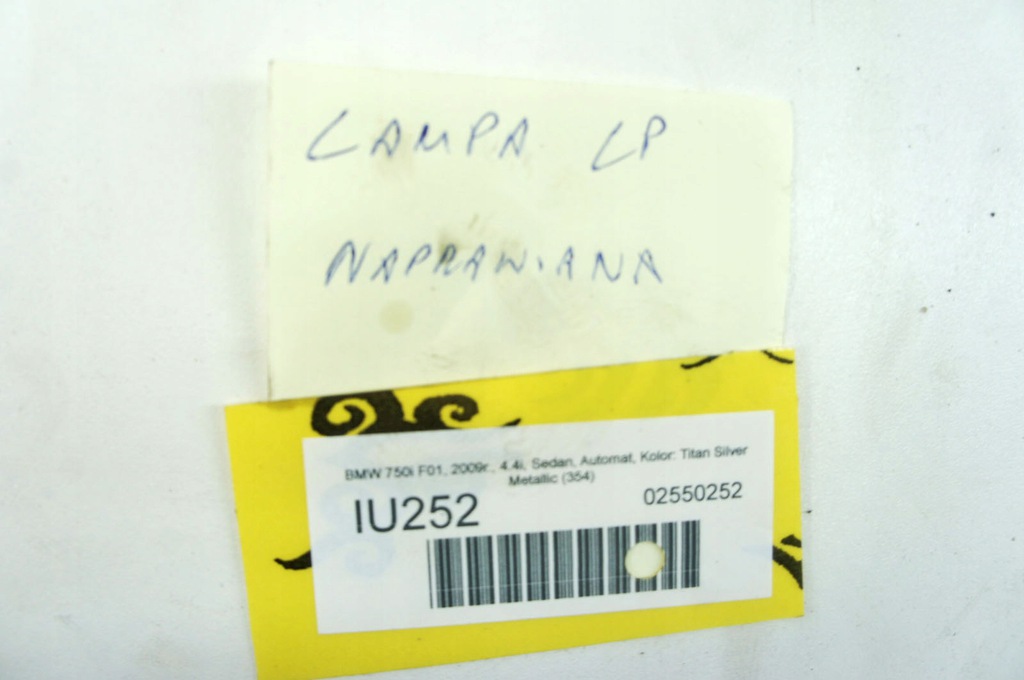 LAMPA LP
NAPRAWIANA
BMW 750i F01, 2009r., 4.4i, Sedan, Automat, Kolor: Titan Silver
Metallic (354)
IU252
02550252